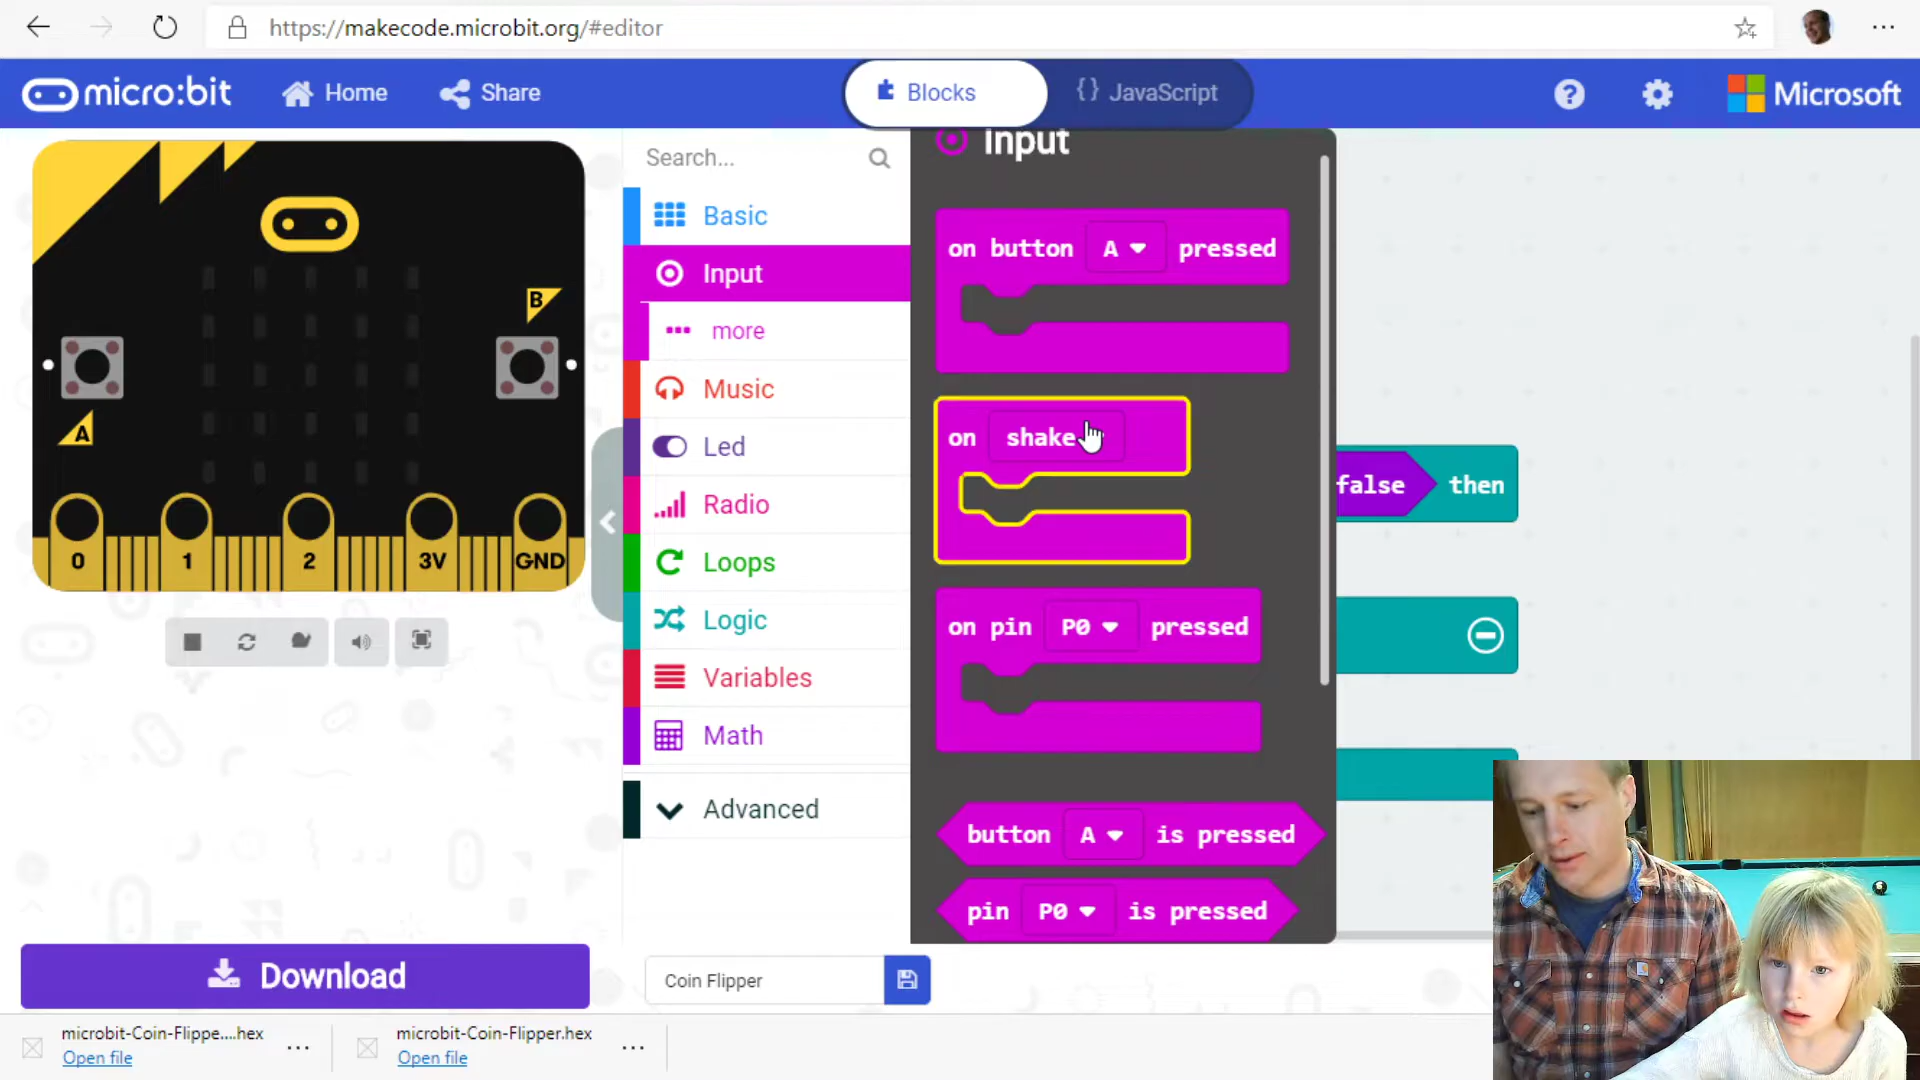 https://makecode.microbit.org/#editor
micro:bit
Home
Share
Blocks
{} JavaScript
?
Microsoft
Search...
Basic
Input
more
Music
Led
Radio
Loops
Logic
Variables
Math
Advanced
Input
on button A pressed
on shake
on pin P0 pressed
button A is pressed
pin P0 is pressed
false then
B
A
0 1 2 3V GND
Download
Coin Flipper
microbit-Coin-Flippe....hex
Open file
microbit-Coin-Flipper.hex
Open file